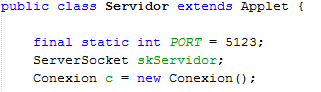 public class Servidor extends Applet {
final static int PORT = 5123;
ServerSocket skServidor;
Conexion c = new Conexion();